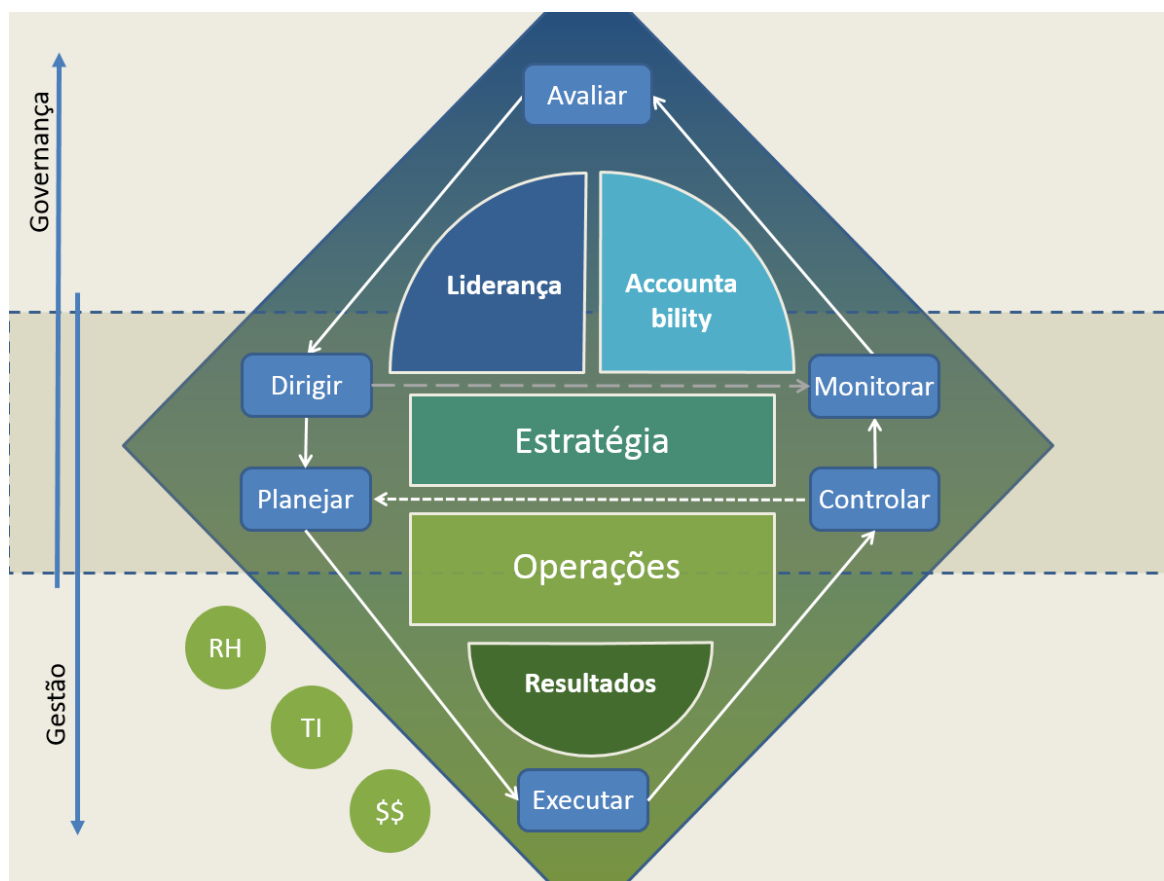 Governança
Avaliar
Liderança
Accounta
bility
Dirigir
Monitorar
Estratégia
Planejar
Controlar
Operações
Gestão
RH
Resultados
TI
$$
Executar